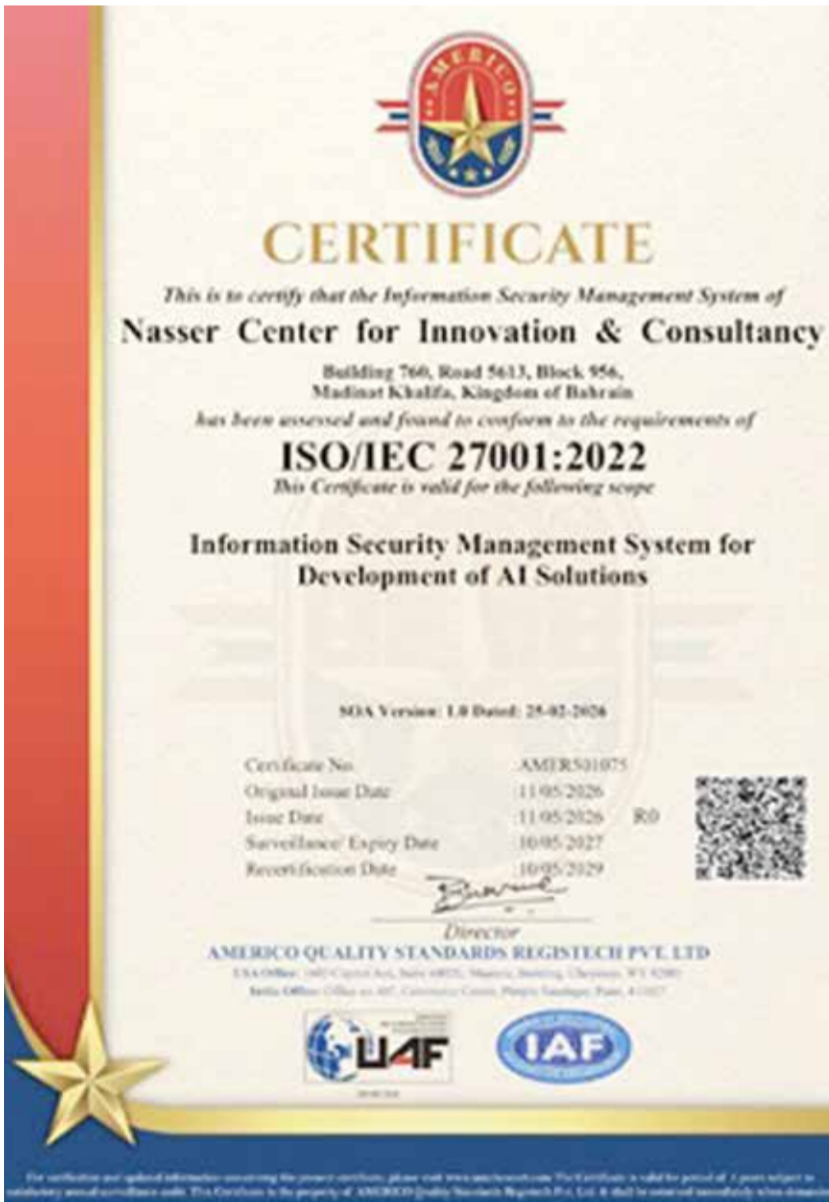 AMERICO
CERTIFICATE
This is to certify that the Information Security Management System of
Nasser Center for Innovation & Consultancy
Building 760, Road 5613, Block 956,
Madinat Khalifa, Kingdom of Bahrain
has been assessed and found to conform to the requirements of
ISO/IEC 27001:2022
This Certificate is valid for the following scope
Information Security Management System for
Development of AI Solutions
SOA Version: 1.0 Dated: 25-02-2026
Certificate No AMERS01075
Original Issue Date 11/05/2026
Issue Date 11/05/2026 R0
Surveillance/ Expiry Date 10/05/2027
Recertification Date 10/05/2029
Director
AMERICO QUALITY STANDARDS REGISTECH PVT. LTD
USA Office:
India Office:
UAF
IAF